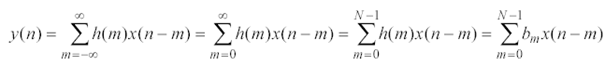 y(n) = ∑_{m=-∞}^{∞} h(m)x(n-m) = ∑_{m=0}^{∞} h(m)x(n-m) = ∑_{m=0}^{N-1} h(m)x(n-m) = ∑_{m=0}^{N-1} b_m x(n-m)